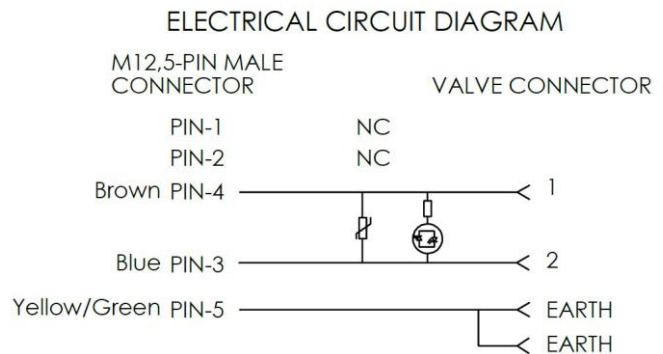 ELECTRICAL CIRCUIT DIAGRAM
M12,5-PIN MALE
CONNECTOR
VALVE CONNECTOR
PIN-1 NC
PIN-2 NC
Brown PIN-4 1
Blue PIN-3 2
Yellow/Green PIN-5 EARTH
EARTH